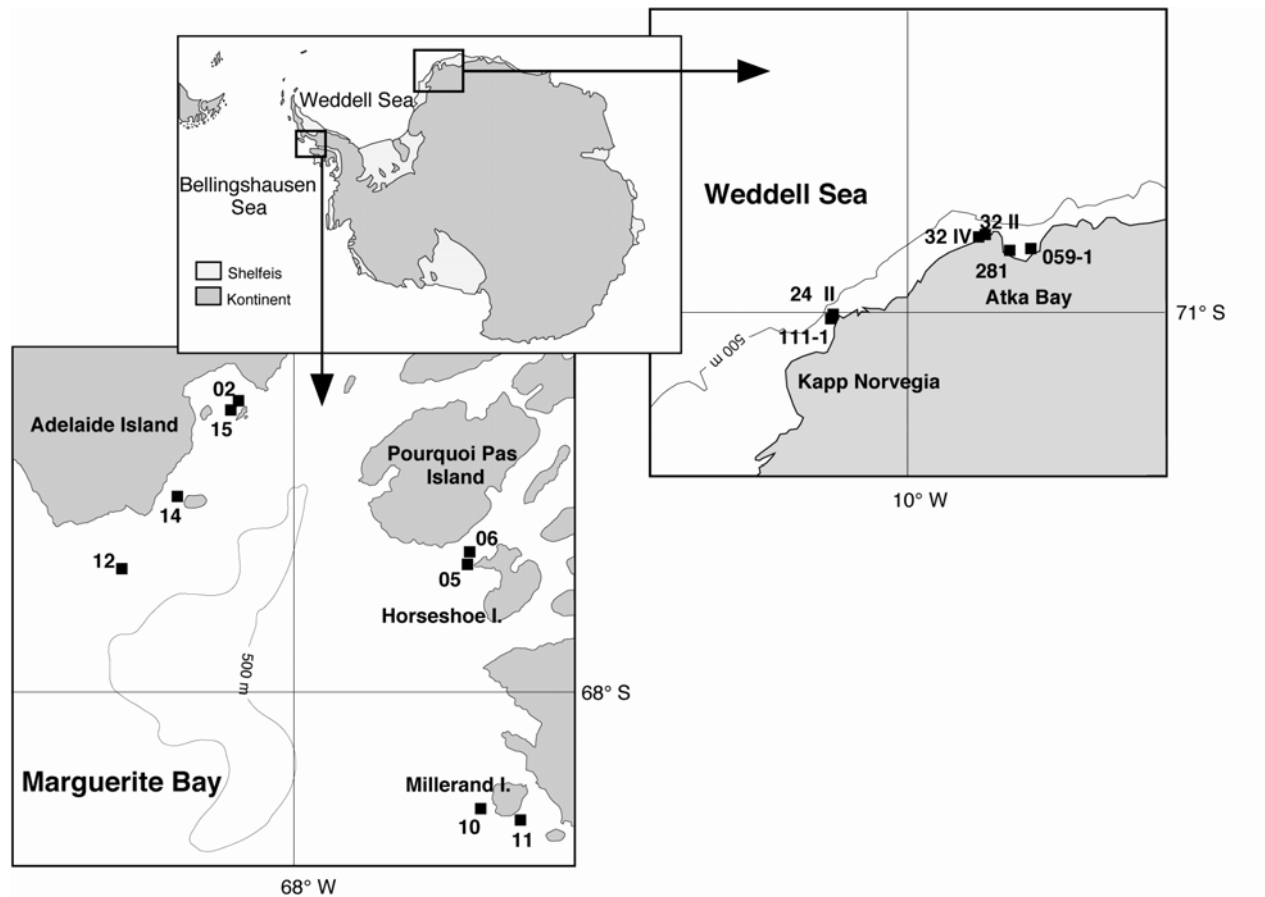 Weddell Sea
Bellingshausen
Sea
Shelfeis
Kontinent
Weddell Sea
32 II
32 IV
059-1
281
Atka Bay
24 II
71° S
111-1
500 m
Kapp Norvegia
10° W
02
Adelaide Island
15
Pourquoi Pas
Island
14
06
12
05
Horseshoe I.
500 m
68° S
Marguerite Bay
Millerand I.
10
11
68° W